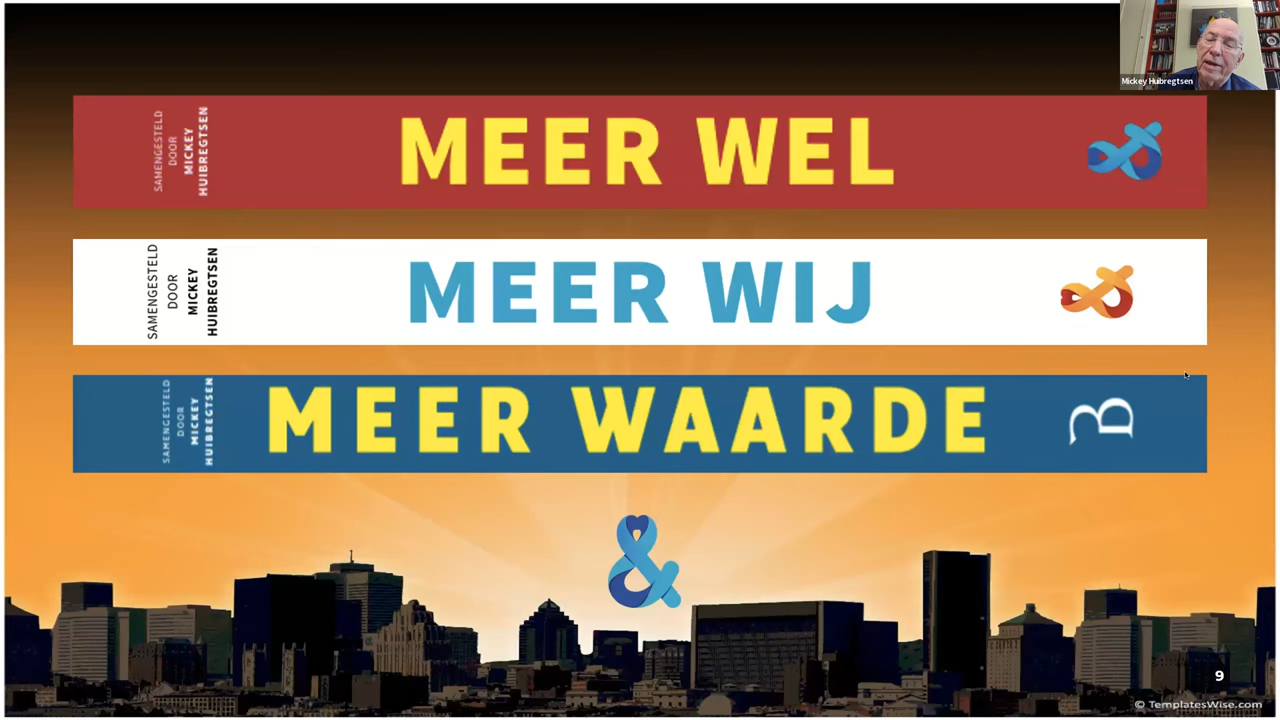 Mickey Huibregtsen
SAMENGESTELD
DOOR
MICKEY
HUIBREGTSEN
MEER WEL
&
SAMENGESTELD
DOOR
MICKEY
HUIBREGTSEN
MEER WIJ
&
SAMENGESTELD
DOOR
MICKEY
HUIBREGTSEN
MEER WAARDE
B
&
9
© TemplatesWise.com